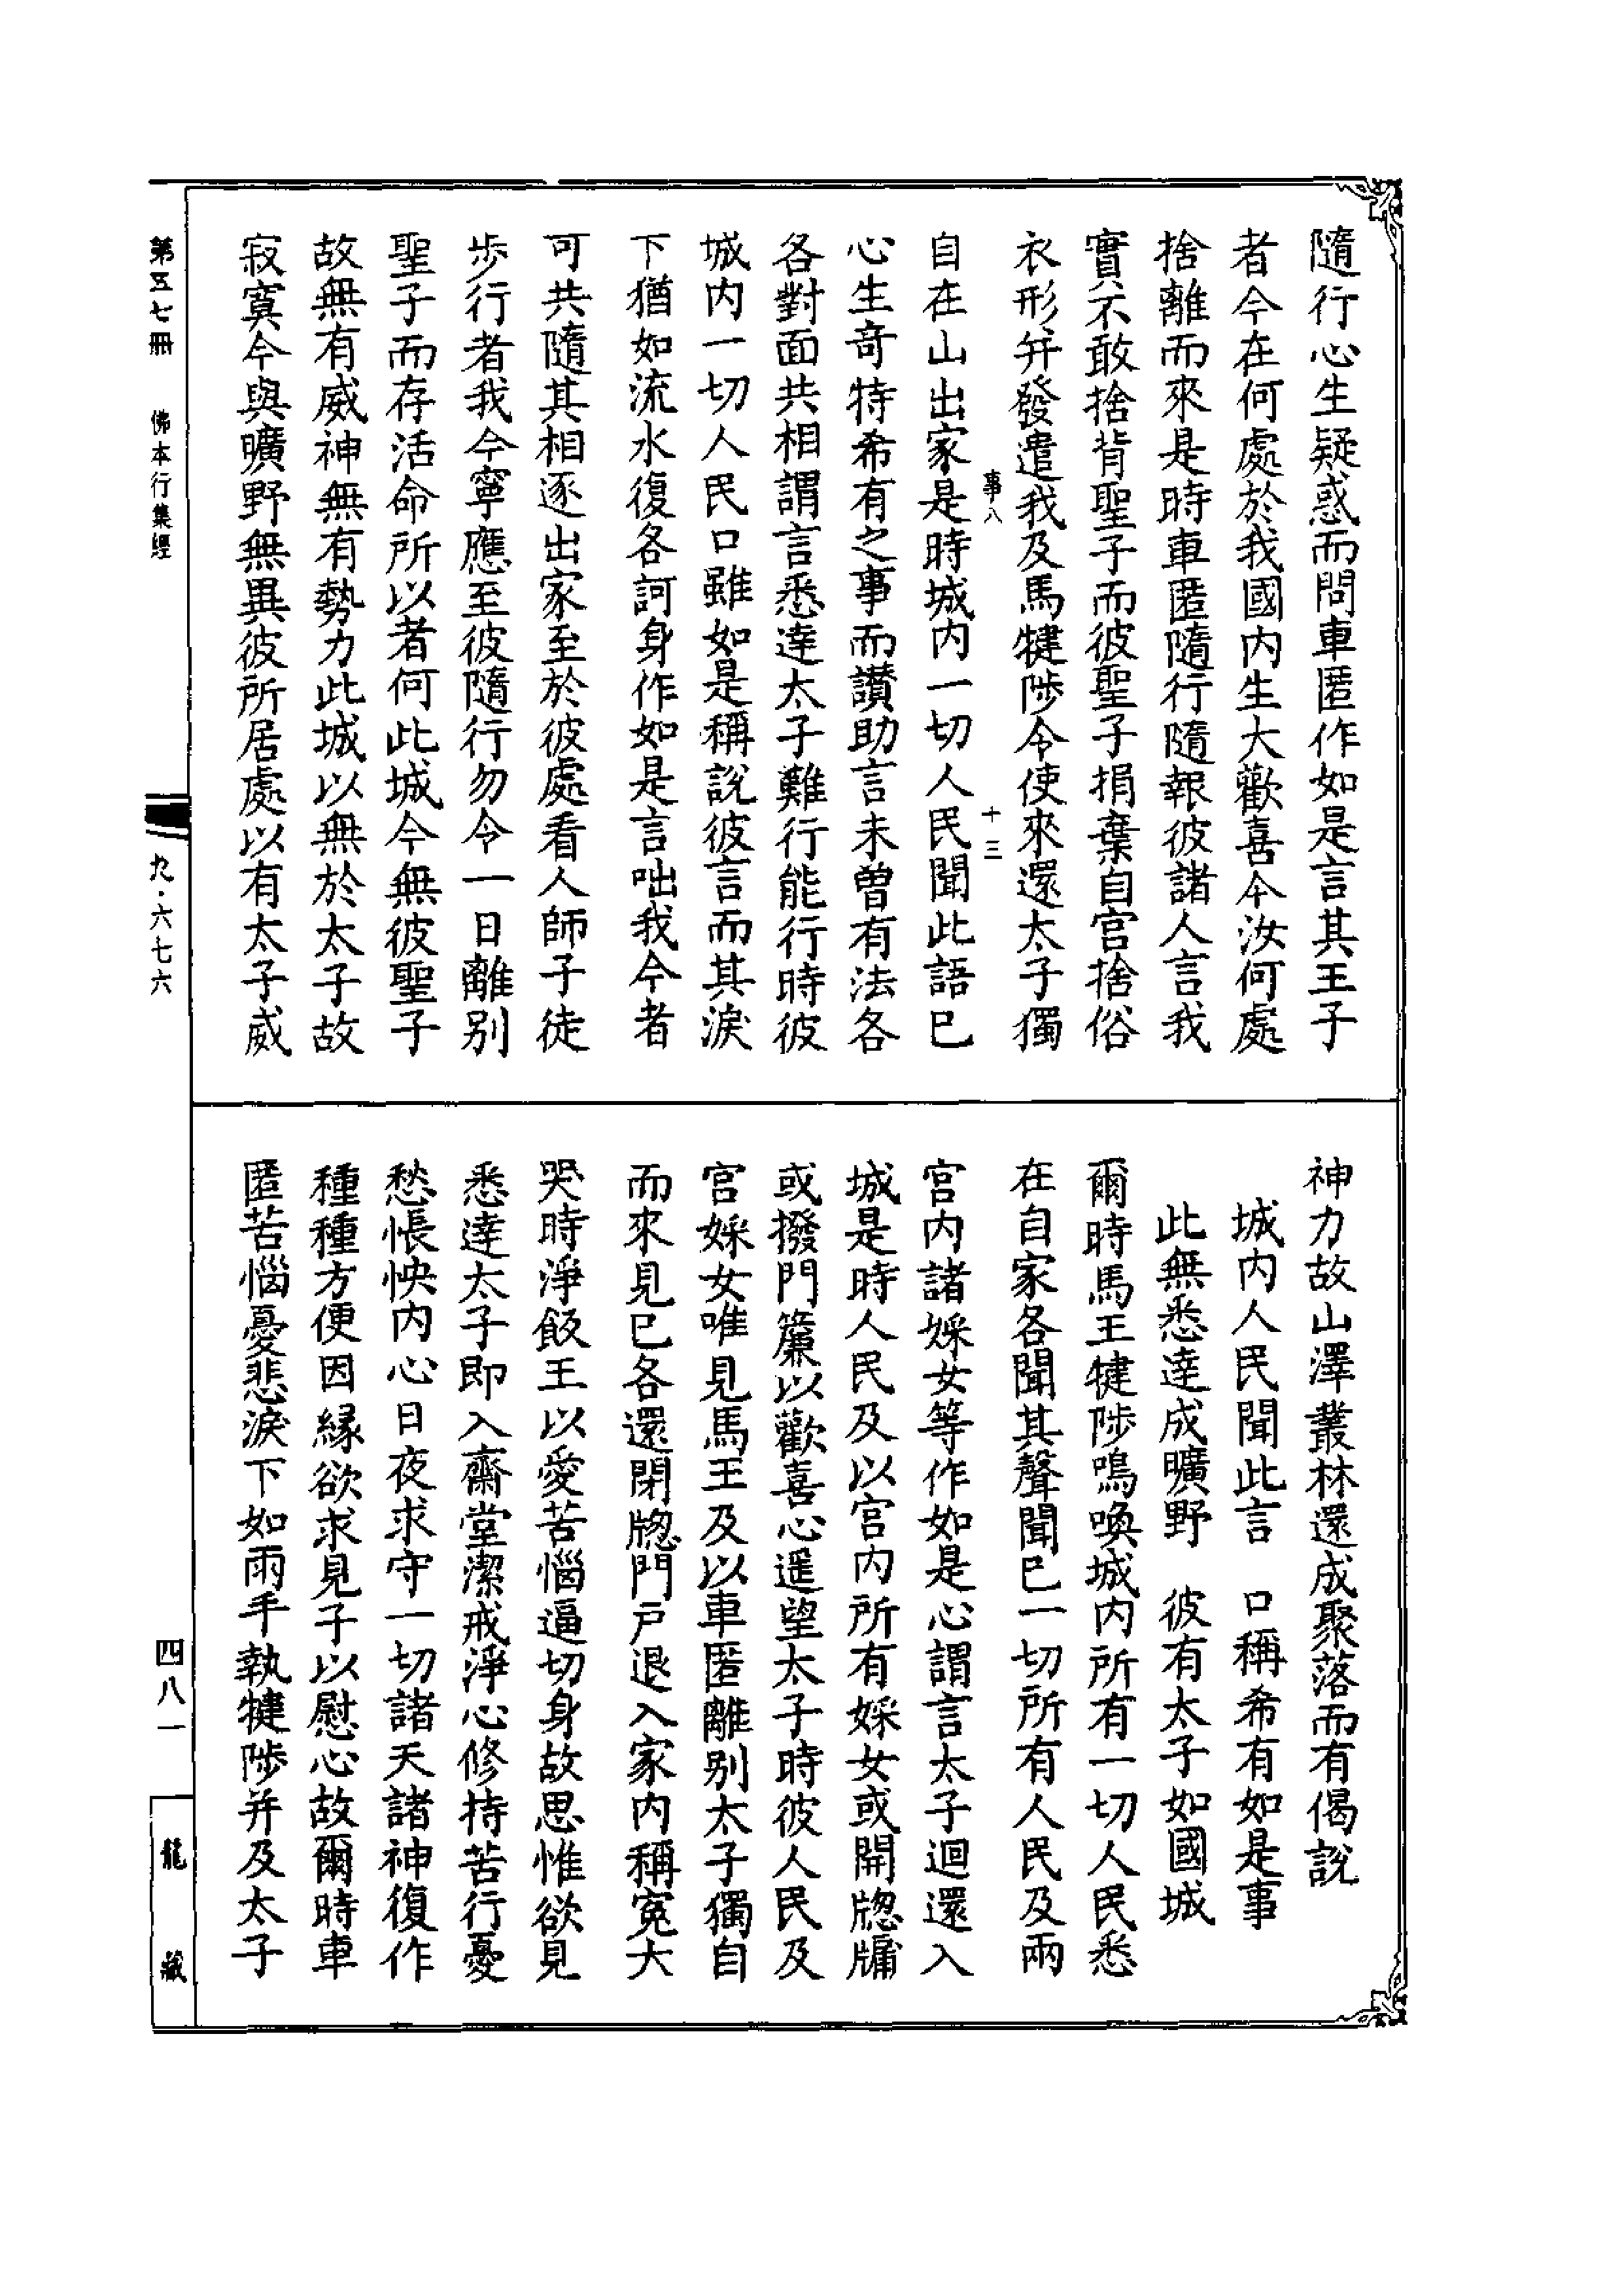 隨行心生疑惑而問車匿作如是言其王子
者今在何處於我國内生大歡喜今汝何處
捨離而來是時車匿隨行隨報彼諸人言我
實不敢捨背聖子而彼聖子捐棄自宫捨俗
衣形并發遣我及馬犍陟令使來還太子獨
事八
十三
自在山出家是時城内一切人民聞此語已
心生奇特希有之事而讃助言未曾有法各
各對面共相謂言悉達太子難行能行時彼
城内一切人民口雖如是稱説彼言而其淚
下猶如流水復各訶身作如是言咄我今者
可共隨其相逐出家至於彼處看人師子徒
歩行者我今寧應至彼隨行勿令一日離别
聖子而存活命所以者何此城今無彼聖子
故無有威神無有勢力此城以無於太子故
寂寞今與曠野無異彼所居處以有太子威
神力故山澤叢林還成聚落而有偈説
城内人民聞此言　口稱希有如是事
此無悉達成曠野　彼有太子如國城
爾時馬王犍陟鳴喚城内所有一切人民悉
在自家各聞其聲聞已一切所有人民及兩
宫内諸婇女等作如是心謂言太子迴還入
城是時人民及以宫内所有婇女或開牕牖
或撥門簾以歡喜心遥望太子時彼人民及
宫婇女唯見馬王及以車匿離别太子獨自
而來見已各還閉牕門户退入家内稱寃大
哭時淨飯王以愛苦惱逼切身故思惟欲見
悉達太子即入齋堂潔戒淨心修持苦行憂
愁悵怏内心日夜求守一切諸天諸神復作
種種方便因縁欲求見子以慰心故爾時車
匿苦惱憂悲淚下如雨手執犍陟并及太子
第五七冊　佛本行集經
九·六七六
四八一
龍藏